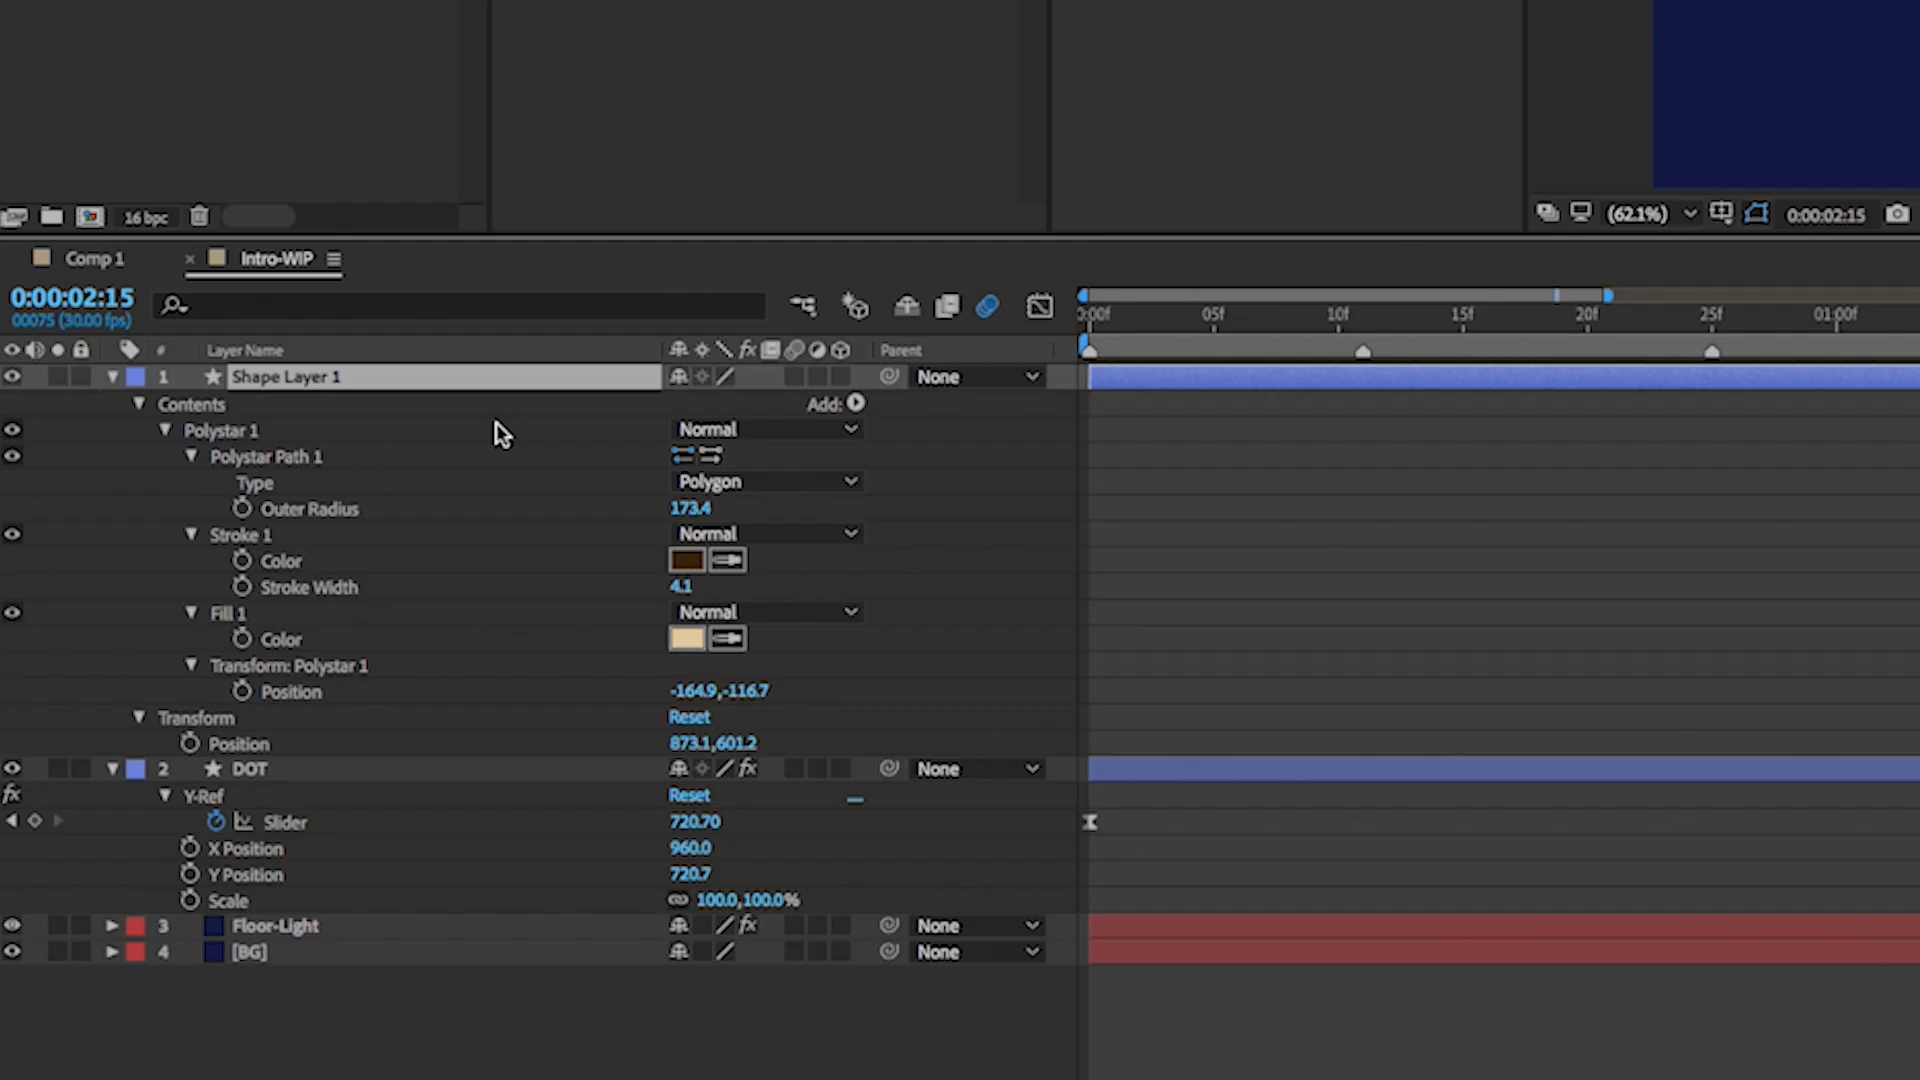 16 bpc
(62.1%) 0:00:02:15
Comp 1 × Intro-WIP
0:00:02:15
00075 (30.00 fps)
0:00f 05f 10f 15f 20f 25f 01:00f
# Layer Name fx Parent
1 Shape Layer 1 None
Contents Add:
Polystar 1 Normal
Polystar Path 1
Type Polygon
Outer Radius 173.4
Stroke 1 Normal
Color
Stroke Width 4.1
Fill 1 Normal
Color
Transform: Polystar 1
Position -164.9,-116.7
Transform Reset
Position 873.1,601.2
2 DOT fx None
fx Y-Ref Reset
Slider 720.70
X Position 960.0
Y Position 720.7
Scale 100.0,100.0%
3 Floor-Light fx None
4 [BG] None